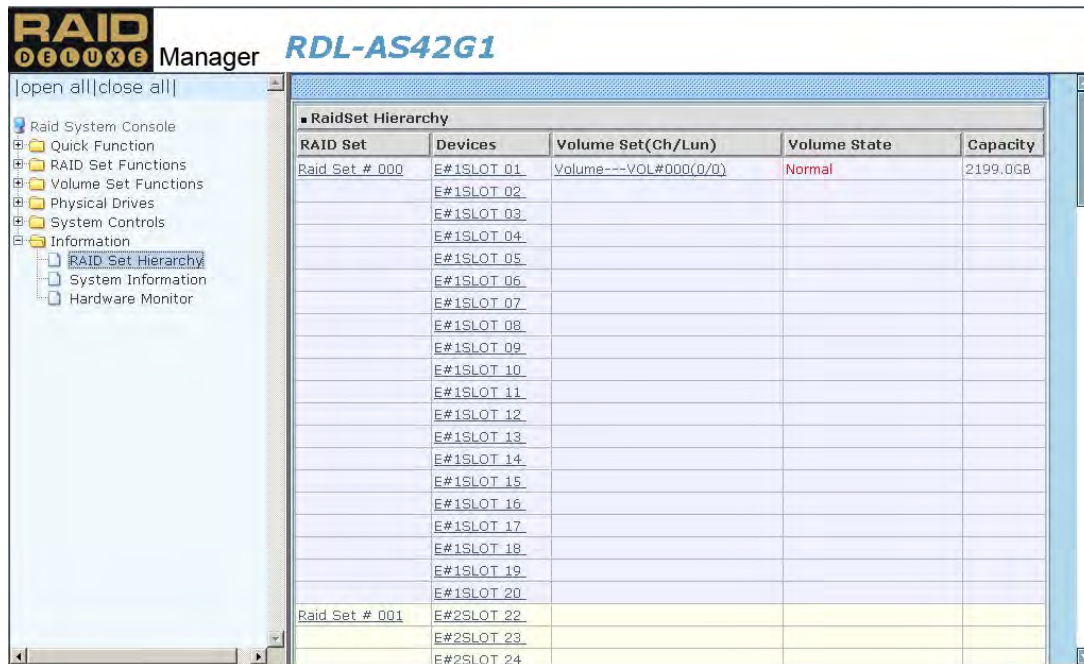 RAID
DELUXE Manager
RDL-AS42G1
|open all|close all|
Raid System Console
Quick Function
RAID Set Functions
Volume Set Functions
Physical Drives
System Controls
Information
RAID Set Hierarchy
System Information
Hardware Monitor
RaidSet Hierarchy
RAID Set Devices Volume Set(Ch/Lun) Volume State Capacity
Raid Set # 000 E#1SLOT 01 Volume---VOL#000(0/0) Normal 2199.0GB
E#1SLOT 02
E#1SLOT 03
E#1SLOT 04
E#1SLOT 05
E#1SLOT 06
E#1SLOT 07
E#1SLOT 08
E#1SLOT 09
E#1SLOT 10
E#1SLOT 11
E#1SLOT 12
E#1SLOT 13
E#1SLOT 14
E#1SLOT 15
E#1SLOT 16
E#1SLOT 17
E#1SLOT 18
E#1SLOT 19
E#1SLOT 20
Raid Set # 001 E#2SLOT 22
E#2SLOT 23
E#2SLOT 24